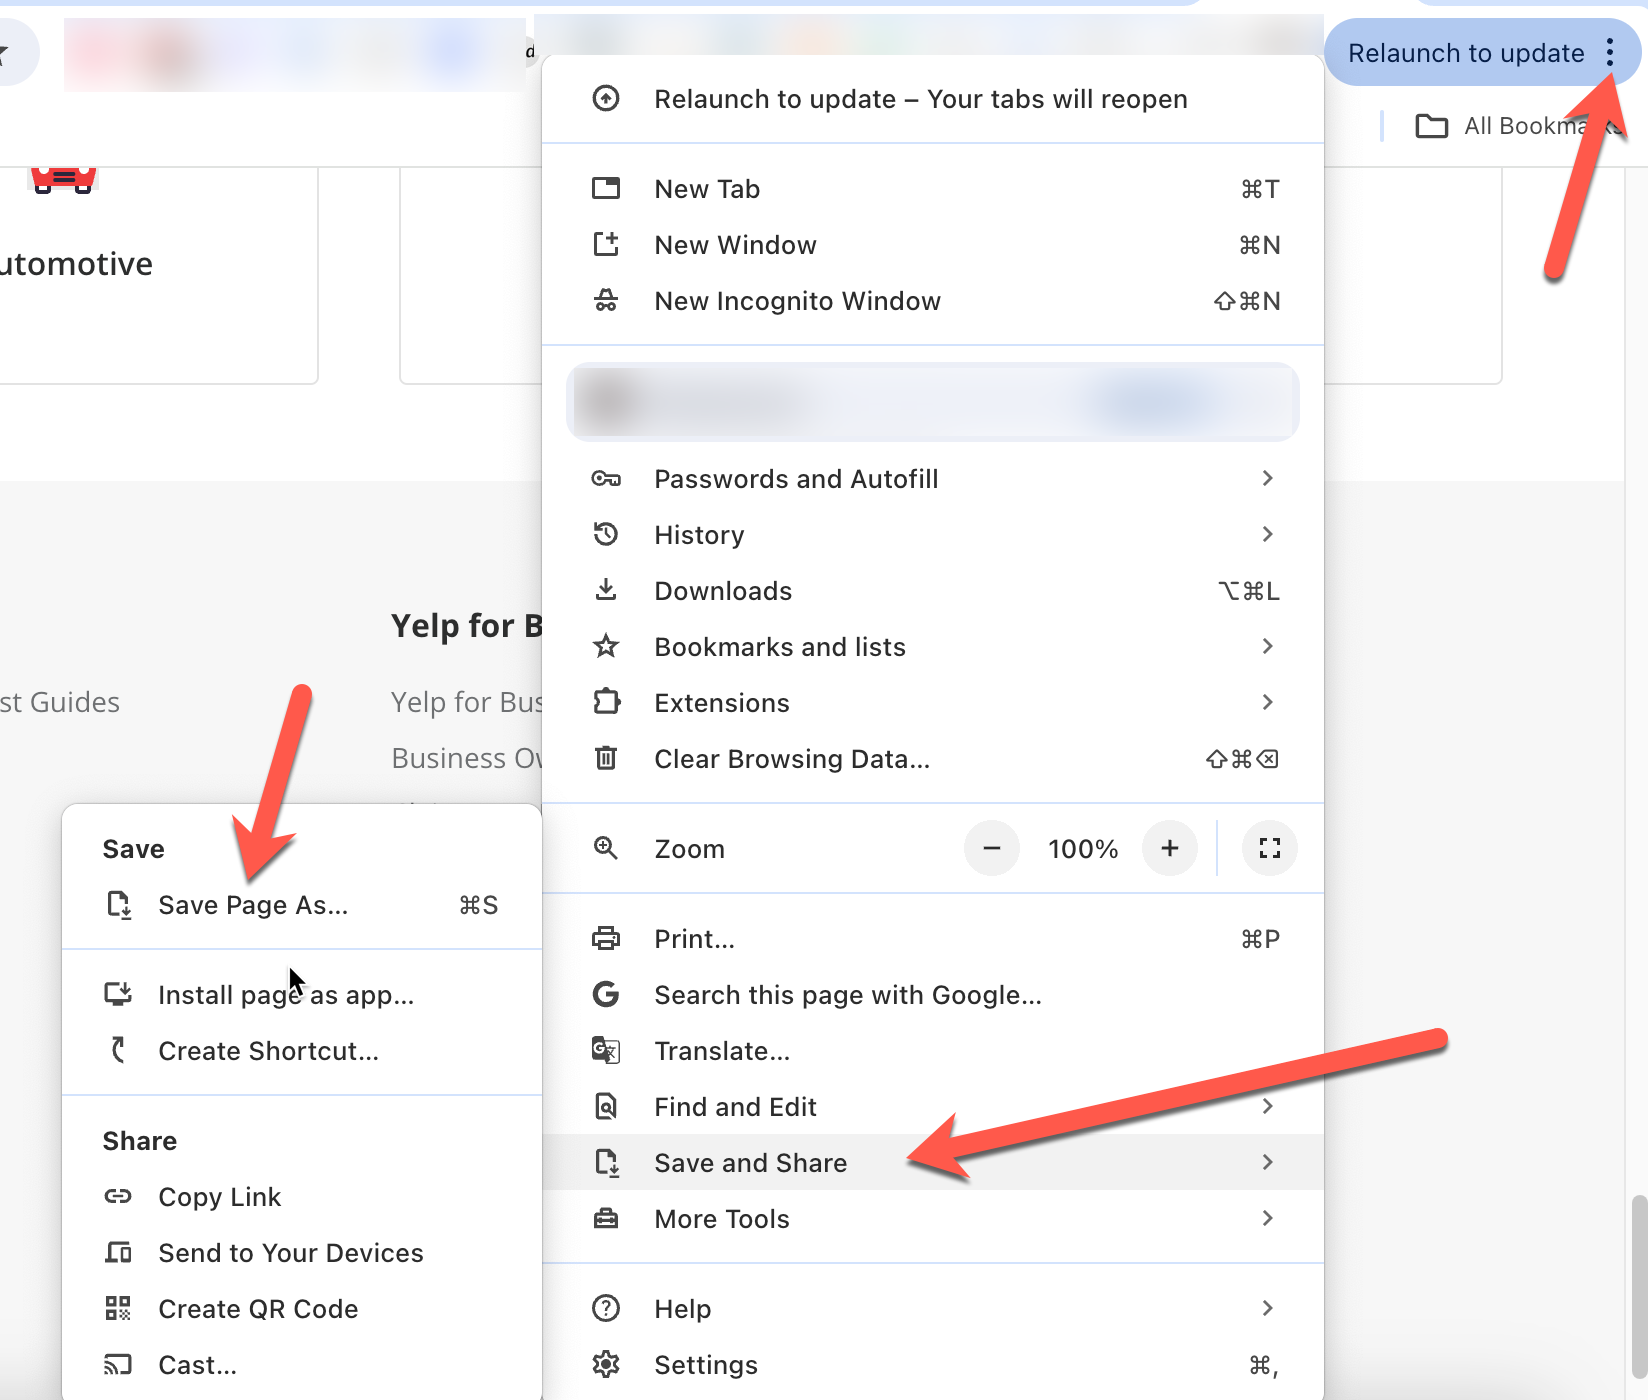 Relaunch to update
All Bookmarks
Relaunch to update – Your tabs will reopen
New Tab ⌘T
New Window ⌘N
New Incognito Window ⇧⌘N
utomotive
Passwords and Autofill
History
Downloads ⌥⌘L
Bookmarks and lists
Extensions
Clear Browsing Data... ⇧⌘⌫
Yelp for B
st Guides
Yelp for Bus
Business Ow
Zoom − 100% +
Print... ⌘P
Search this page with Google...
Translate...
Find and Edit
Save and Share
More Tools
Help
Settings ⌘,
Save
Save Page As... ⌘S
Install page as app...
Create Shortcut...
Share
Copy Link
Send to Your Devices
Create QR Code
Cast...